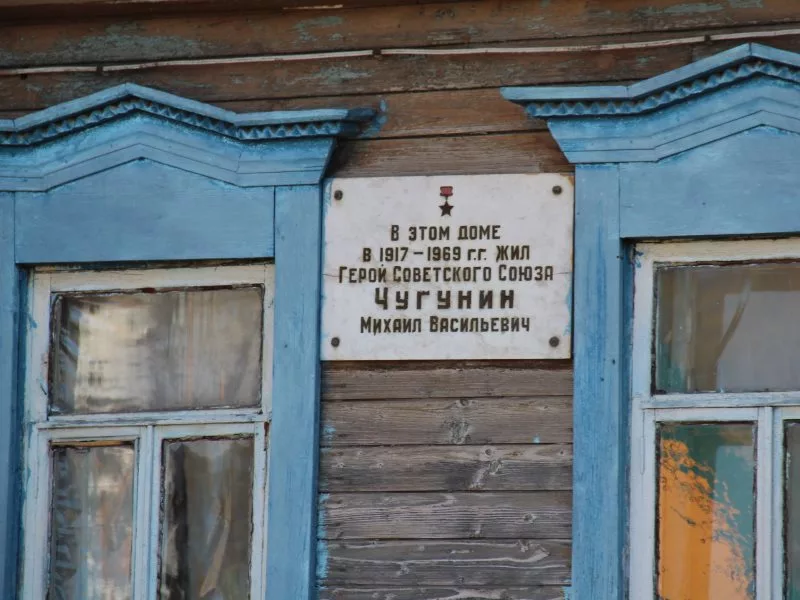 В ЭТОМ ДОМЕ
В 1917-1969 Г.Г. ЖИЛ
ГЕРОЙ СОВЕТСКОГО СОЮЗА
ЧУГУНИН
МИХАИЛ ВАСИЛЬЕВИЧ